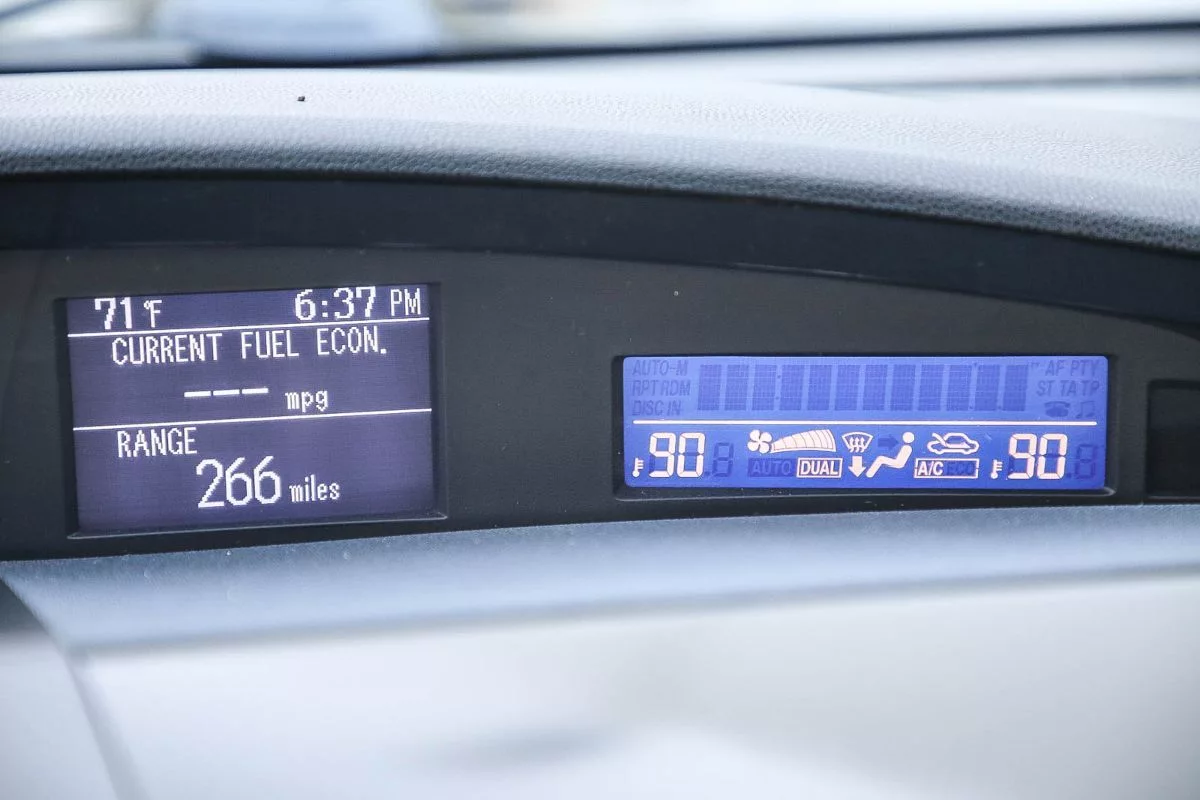 71°F 6:37 PM
CURRENT FUEL ECON.
--- mpg
RANGE
266 miles
AUTO-M AF PTY
RPT RDM ST TA TP
DISC IN
90 90
AUTO DUAL A/C ECO